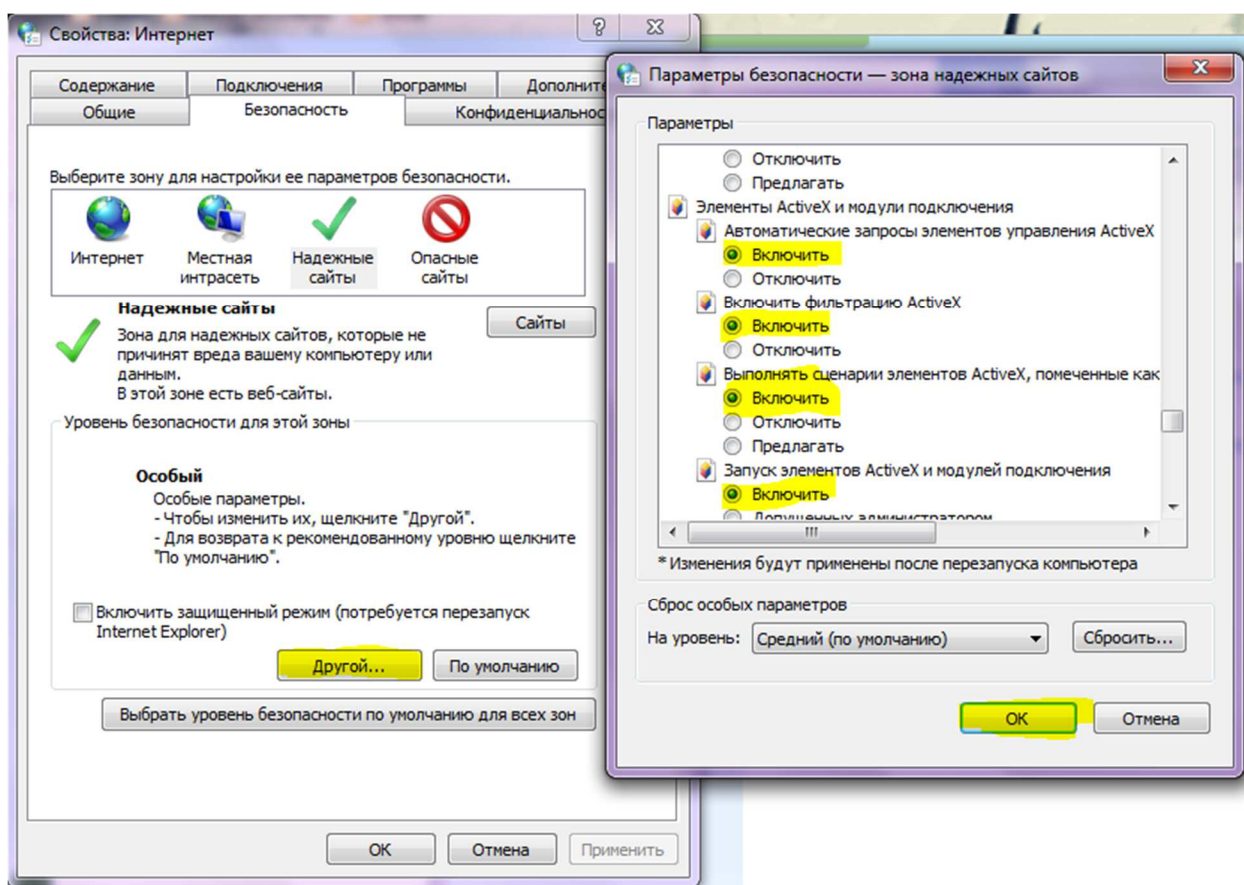 Свойства: Интернет
Содержание Подключения Программы Дополните
Общие Безопасность Конфиденциальнос
Выберите зону для настройки ее параметров безопасности.
Интернет
Местная
интрасеть
Надежные
сайты
Опасные
сайты
Надежные сайты
Сайты
Зона для надежных сайтов, которые не
причинят вреда вашему компьютеру или
данным.
В этой зоне есть веб-сайты.
Уровень безопасности для этой зоны
Особый
Особые параметры.
- Чтобы изменить их, щелкните "Другой".
- Для возврата к рекомендованному уровню щелкните
"По умолчанию".
Включить защищенный режим (потребуется перезапуск
Internet Explorer)
Другой... По умолчанию
Выбрать уровень безопасности по умолчанию для всех зон
ОК Отмена Применить
Параметры безопасности — зона надежных сайтов
Параметры
Отключить
Предлагать
Элементы ActiveX и модули подключения
Автоматические запросы элементов управления ActiveX
Включить
Отключить
Включить фильтрацию ActiveX
Включить
Отключить
Выполнять сценарии элементов ActiveX, помеченные как
Включить
Отключить
Предлагать
Запуск элементов ActiveX и модулей подключения
Включить
Допущенных администратором
* Изменения будут применены после перезапуска компьютера
Сброс особых параметров
На уровень: Средний (по умолчанию) Сбросить...
ОК Отмена